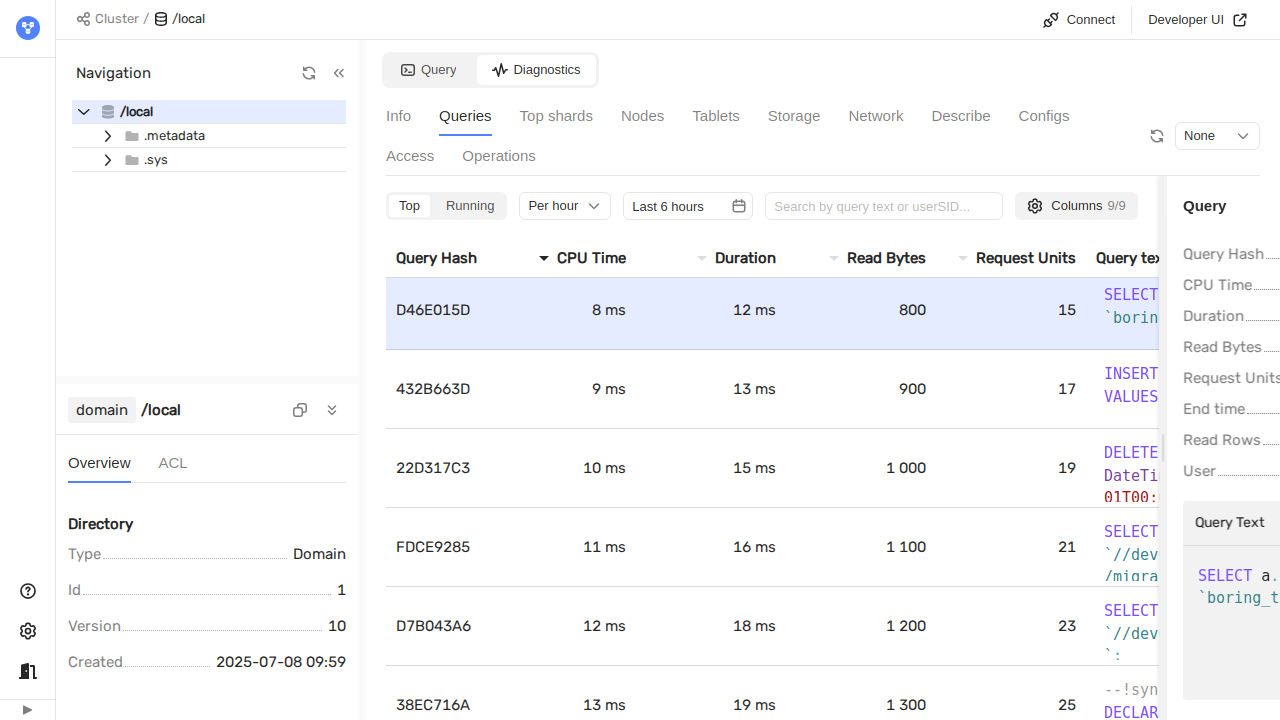 Cluster / /local
Connect
Developer UI
Navigation
/local
.metadata
.sys
domain /local
Overview ACL
Directory
Type Domain
Id 1
Version 10
Created 2025-07-08 09:59
Query Diagnostics
Info Queries Top shards Nodes Tablets Storage Network Describe Configs
Access Operations
None
Top Running Per hour Last 6 hours Search by query text or userSID... Columns 9/9
Query Hash CPU Time Duration Read Bytes Request Units Query tex
D46E015D 8 ms 12 ms 800 15 SELECT
`boring
432B663D 9 ms 13 ms 900 17 INSERT
VALUES
22D317C3 10 ms 15 ms 1 000 19 DELETE
DateTi
01T00:
FDCE9285 11 ms 16 ms 1 100 21 SELECT
`//dev
/migra
D7B043A6 12 ms 18 ms 1 200 23 SELECT
`//dev
`;
38EC716A 13 ms 19 ms 1 300 25 --!syn
DECLAR
Query
Query Hash
CPU Time
Duration
Read Bytes
Request Units
End time
Read Rows
User
Query Text
SELECT a.
`boring_t